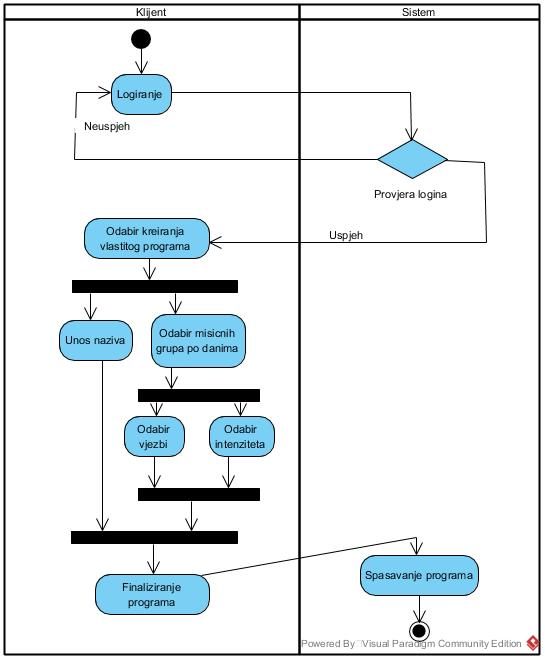 Klijent
Sistem
Logiranje
Neuspjeh
Provjera logina
Uspjeh
Odabir kreiranja
vlastitog programa
Unos naziva
Odabir misicnih
grupa po danima
Odabir
vjezbi
Odabir
intenziteta
Finaliziranje
programa
Spasavanje programa
Powered By Visual Paradigm Community Edition